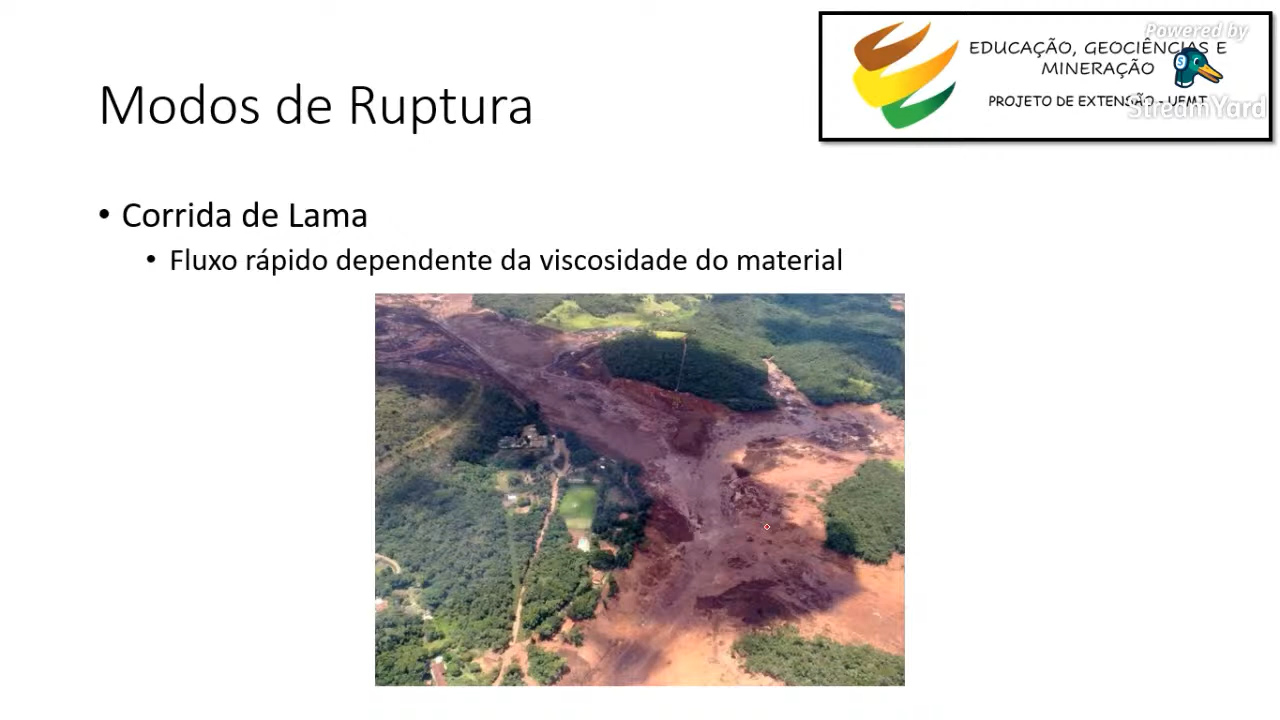 EDUCAÇÃO, GEOCIÊNCIAS E
MINERAÇÃO
PROJETO DE EXTENSÃO - UFMT
Powered by
StreamYard
Modos de Ruptura
• Corrida de Lama
• Fluxo rápido dependente da viscosidade do material